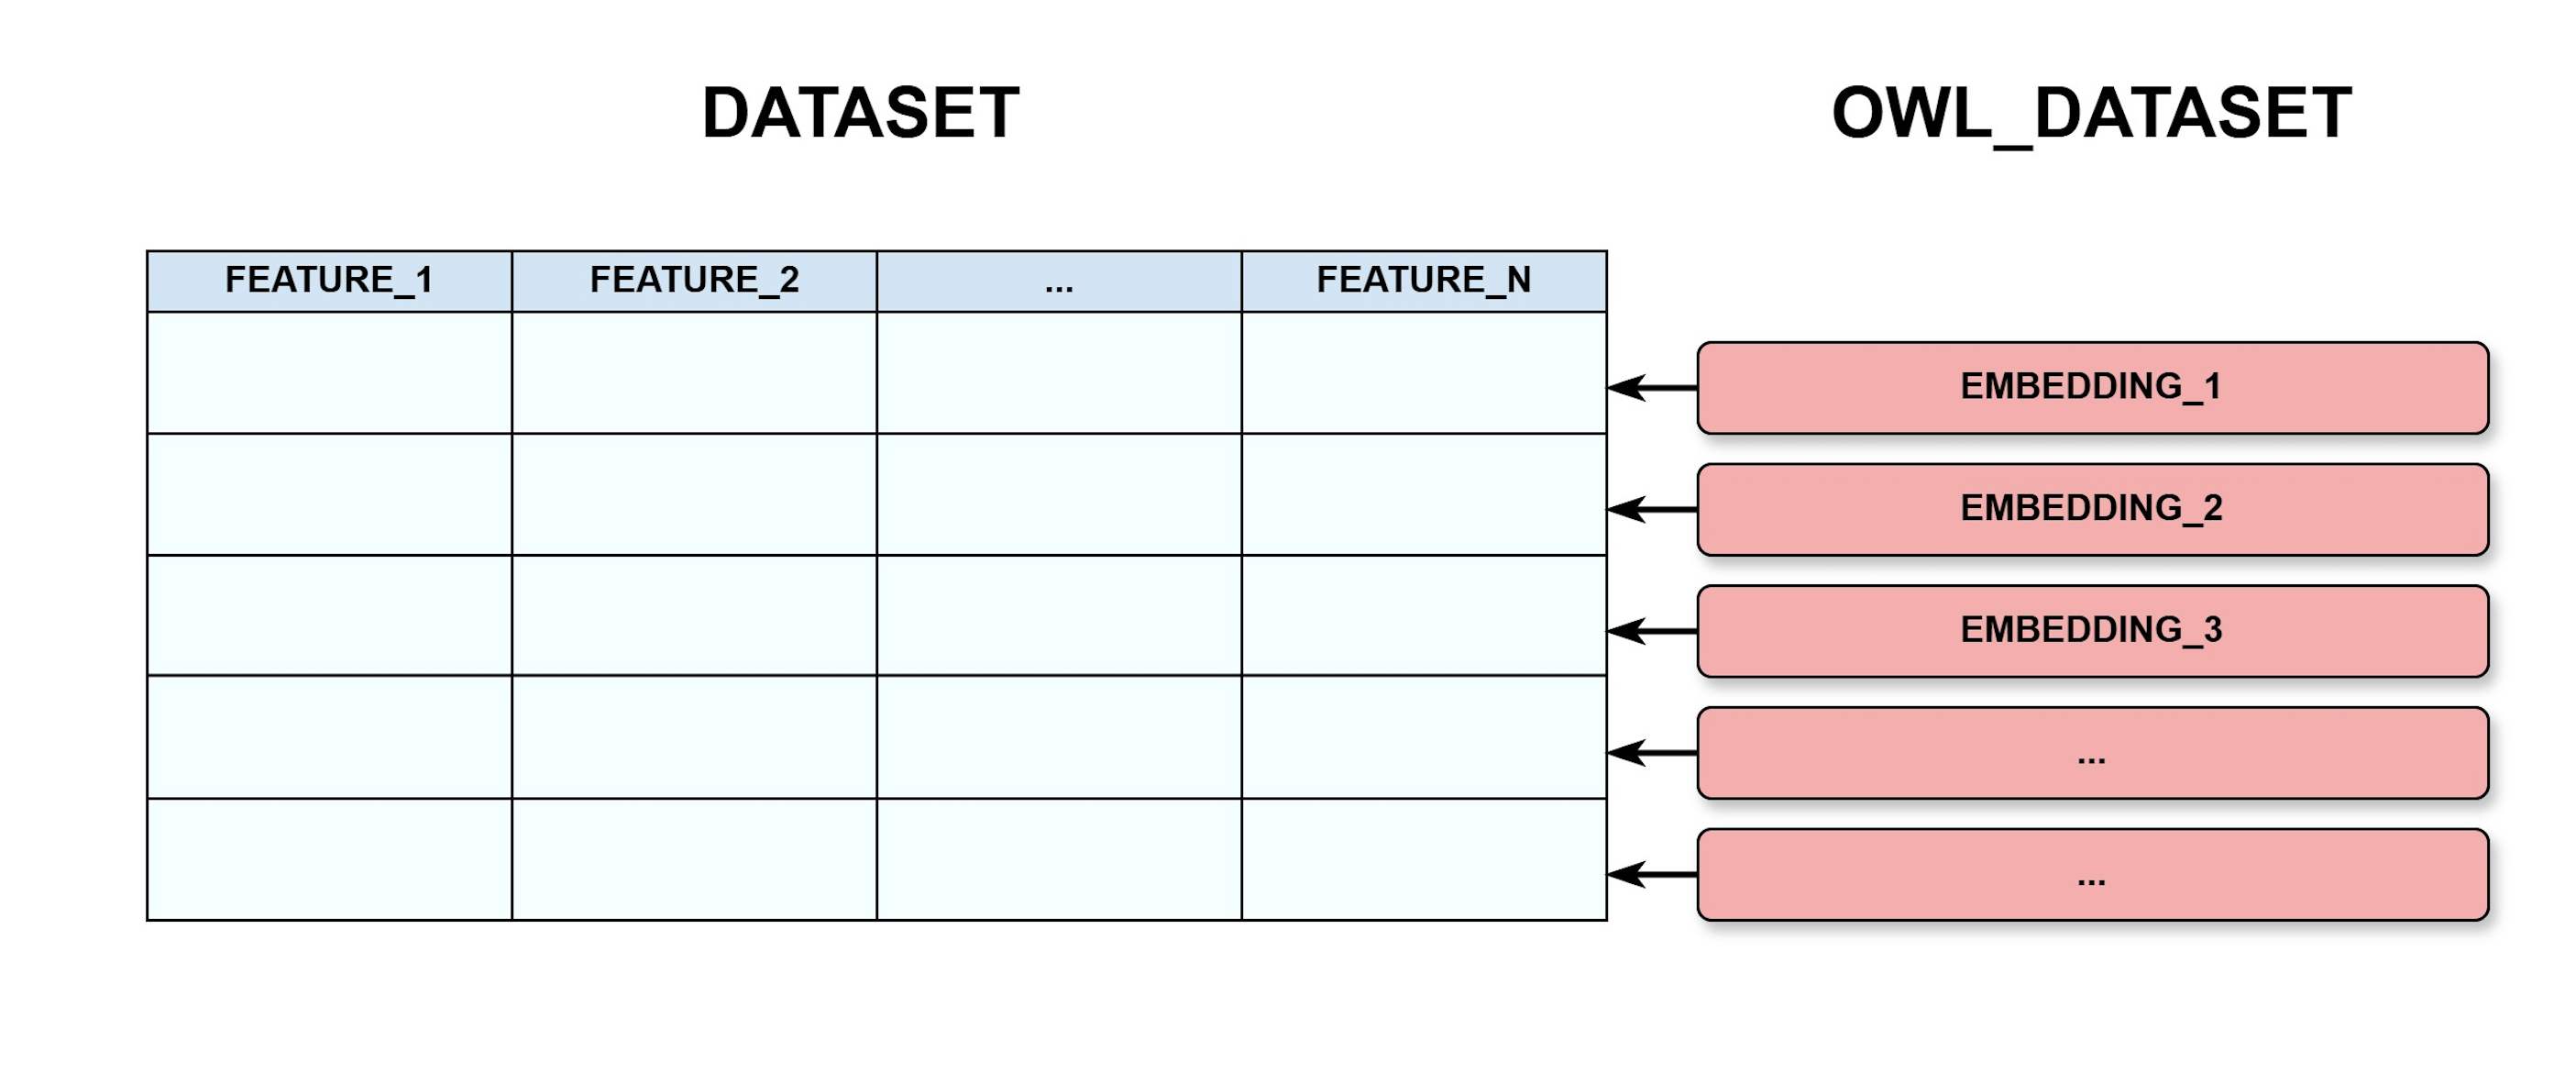 DATASET
OWL_DATASET
FEATURE_1
FEATURE_2
...
FEATURE_N
EMBEDDING_1
EMBEDDING_2
EMBEDDING_3
...
...